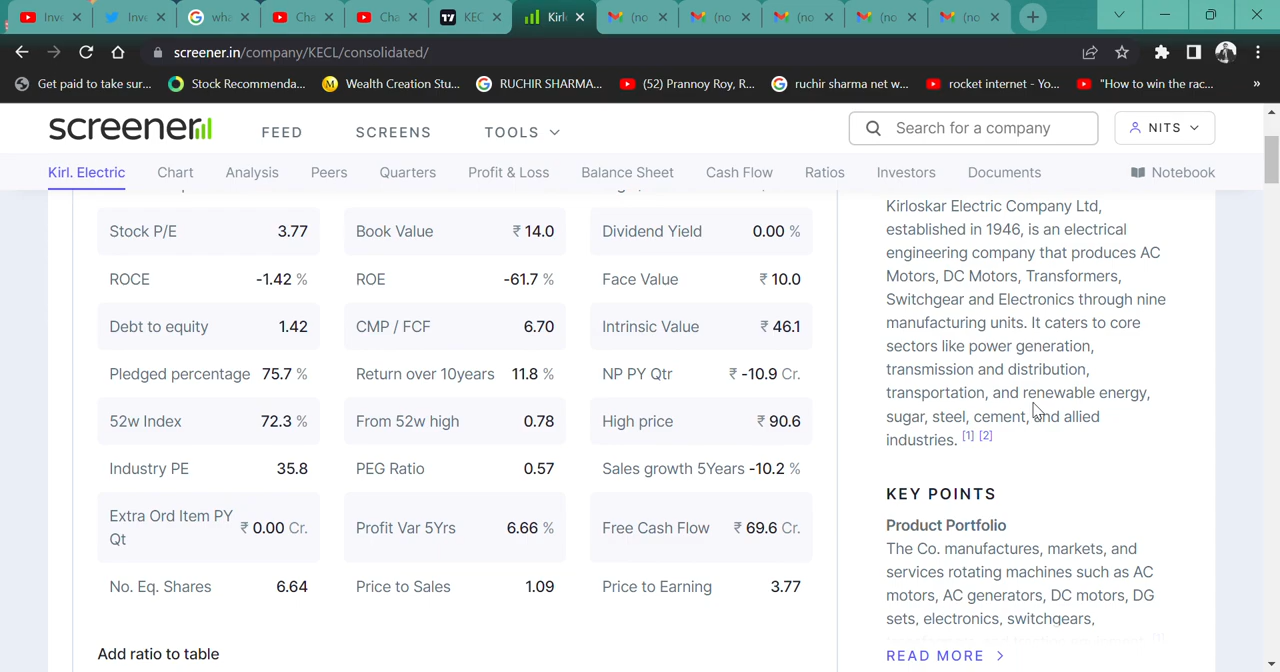 Inve
Inve
wha
Cha
Cha
KEC
Kirl
(no
(no
(no
(no
(no
screener.in/company/KECL/consolidated/
Get paid to take sur...
Stock Recommenda...
Wealth Creation Stu...
RUCHIR SHARMA...
(52) Prannoy Roy, R...
ruchir sharma net w...
rocket internet - Yo...
"How to win the rac...
»
screener
FEED
SCREENS
TOOLS
Search for a company
NITS
Kirl. Electric
Chart
Analysis
Peers
Quarters
Profit & Loss
Balance Sheet
Cash Flow
Ratios
Investors
Documents
Notebook
Stock P/E 3.77
Book Value ₹ 14.0
Dividend Yield 0.00 %
ROCE -1.42 %
ROE -61.7 %
Face Value ₹ 10.0
Debt to equity 1.42
CMP / FCF 6.70
Intrinsic Value ₹ 46.1
Pledged percentage 75.7 %
Return over 10years 11.8 %
NP PY Qtr ₹ -10.9 Cr.
52w Index 72.3 %
From 52w high 0.78
High price ₹ 90.6
Industry PE 35.8
PEG Ratio 0.57
Sales growth 5Years -10.2 %
Extra Ord Item PY
Qt ₹ 0.00 Cr.
Profit Var 5Yrs 6.66 %
Free Cash Flow ₹ 69.6 Cr.
No. Eq. Shares 6.64
Price to Sales 1.09
Price to Earning 3.77
Add ratio to table
Kirloskar Electric Company Ltd,
established in 1946, is an electrical
engineering company that produces AC
Motors, DC Motors, Transformers,
Switchgear and Electronics through nine
manufacturing units. It caters to core
sectors like power generation,
transmission and distribution,
transportation, and renewable energy,
sugar, steel, cement, and allied
industries. [1] [2]
KEY POINTS
Product Portfolio
The Co. manufactures, markets, and
services rotating machines such as AC
motors, AC generators, DC motors, DG
sets, electronics, switchgears,
READ MORE >